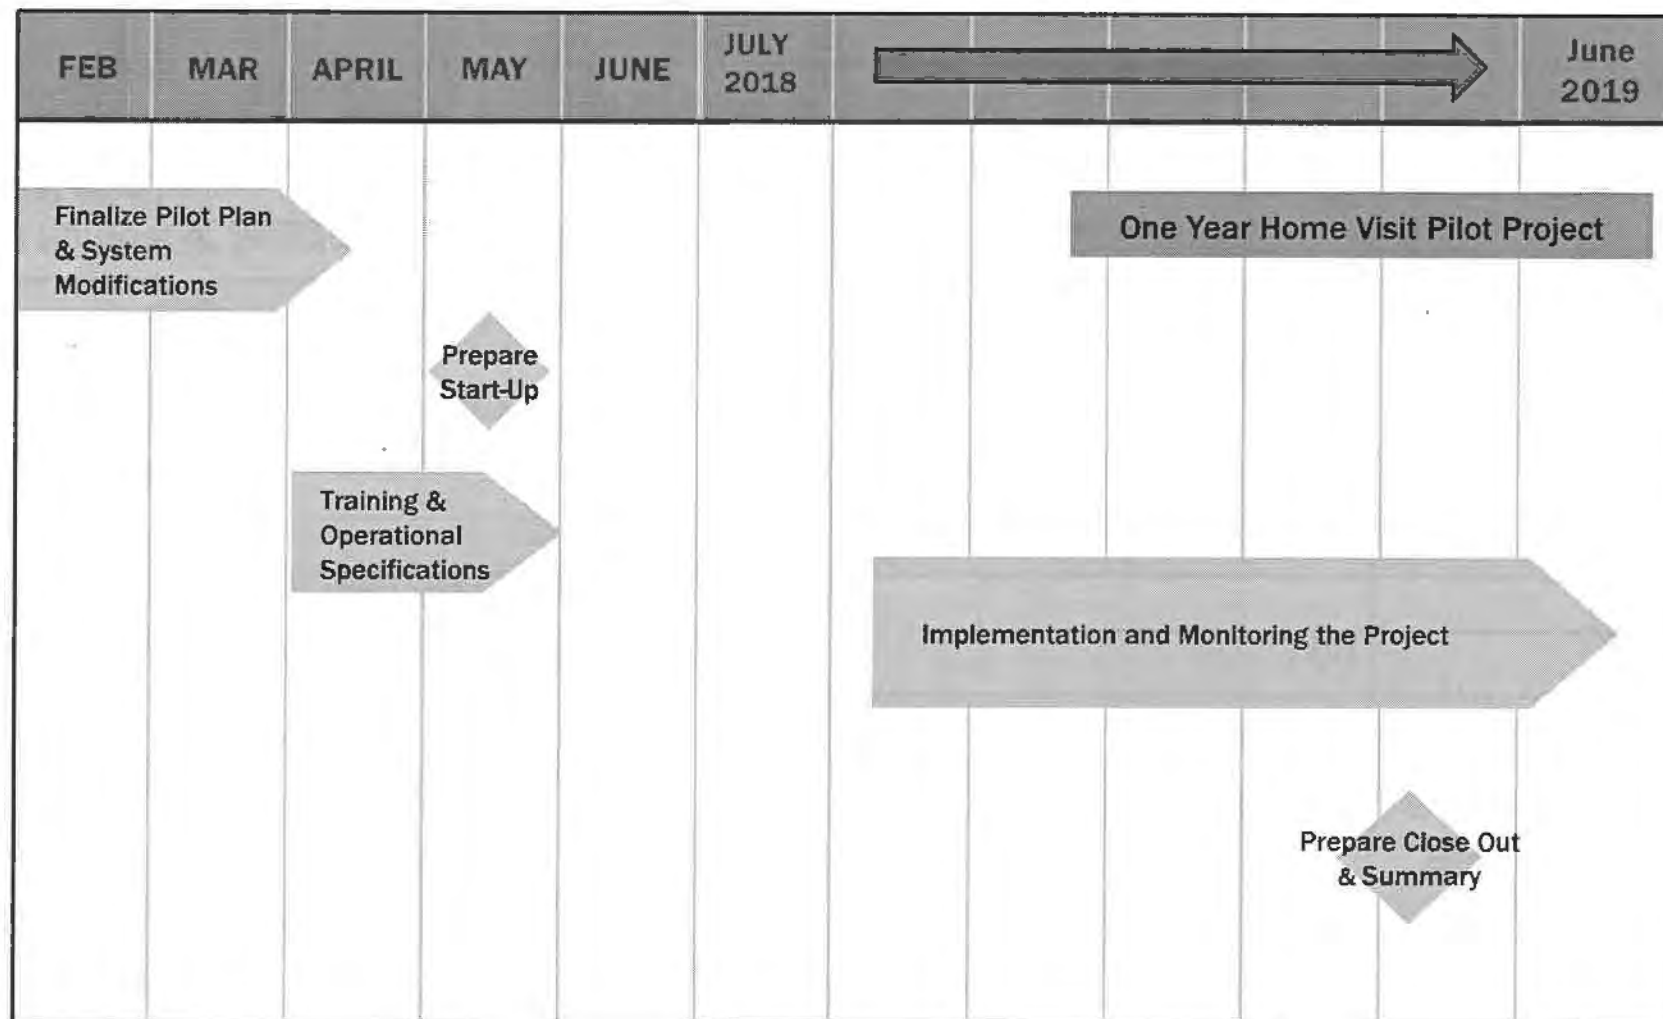 FEB
MAR
APRIL
MAY
JUNE
JULY
2018
June
2019
Finalize Pilot Plan
& System
Modifications
One Year Home Visit Pilot Project
Prepare
Start-Up
Training &
Operational
Specifications
Implementation and Monitoring the Project
Prepare Close Out
& Summary